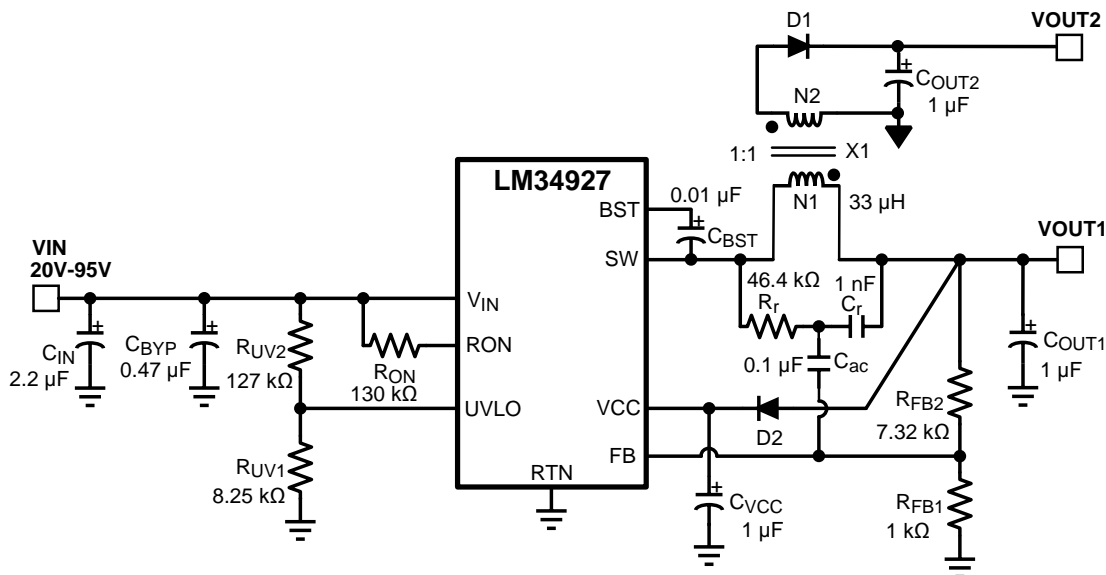 D1
VOUT2
+
COUT2
1 µF
N2
1:1
X1
LM34927
0.01 µF
N1
33 µH
BST
+
CBST
VOUT1
VIN
20V-95V
SW
46.4 kΩ
1 nF
Rr
Cr
VIN
+
CIN
2.2 µF
+
CBYP
0.47 µF
RUV2
127 kΩ
RON
RON
130 kΩ
0.1 µF
Cac
+
COUT1
1 µF
UVLO
VCC
D2
RFB2
7.32 kΩ
FB
RUV1
8.25 kΩ
RTN
+
CVCC
1 µF
RFB1
1 kΩ